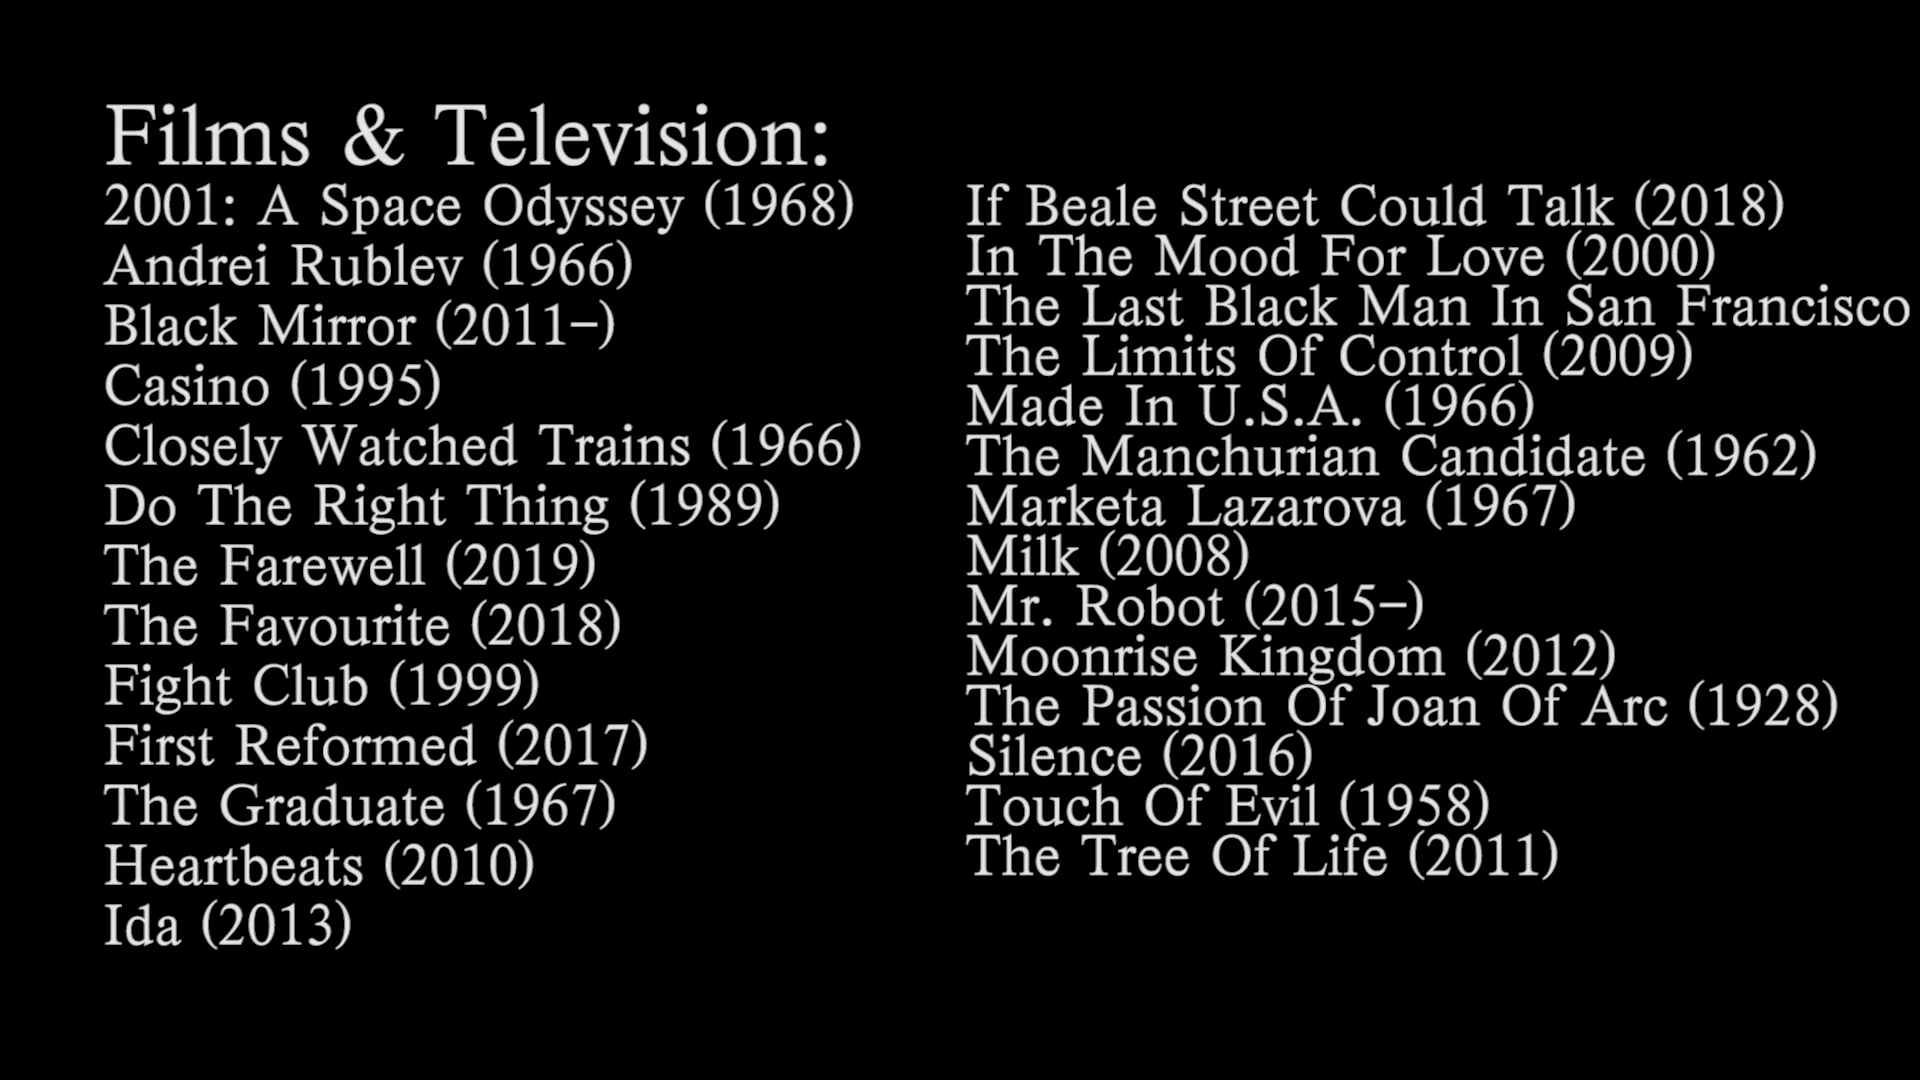 Films & Television:
2001: A Space Odyssey (1968)
Andrei Rublev (1966)
Black Mirror (2011–)
Casino (1995)
Closely Watched Trains (1966)
Do The Right Thing (1989)
The Farewell (2019)
The Favourite (2018)
Fight Club (1999)
First Reformed (2017)
The Graduate (1967)
Heartbeats (2010)
Ida (2013)
If Beale Street Could Talk (2018)
In The Mood For Love (2000)
The Last Black Man In San Francisco
The Limits Of Control (2009)
Made In U.S.A. (1966)
The Manchurian Candidate (1962)
Marketa Lazarova (1967)
Milk (2008)
Mr. Robot (2015–)
Moonrise Kingdom (2012)
The Passion Of Joan Of Arc (1928)
Silence (2016)
Touch Of Evil (1958)
The Tree Of Life (2011)